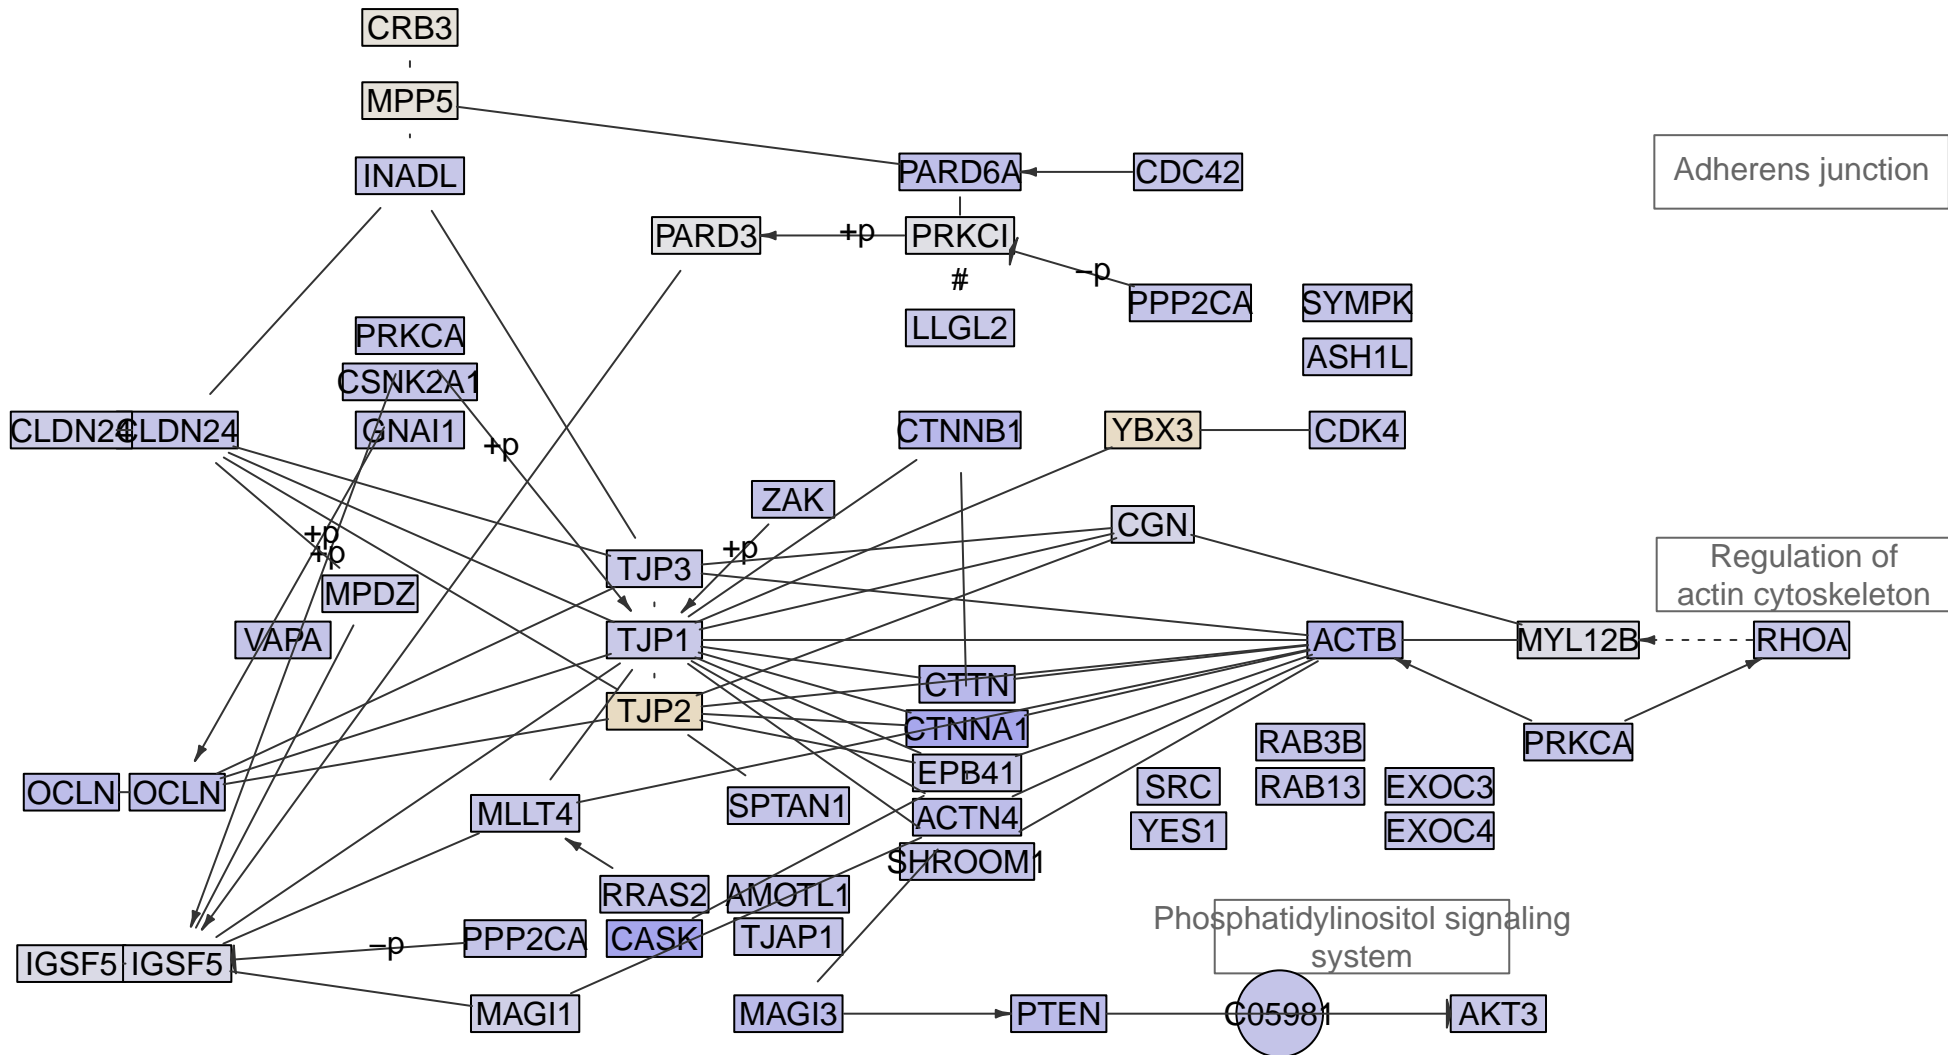 CRB3
MPP5
INADL
PARD6A
CDC42
Adherens junction
PARD3
+p
PRKCI
−p
#
PPP2CA
SYMPK
PRKCA
LLGL2
ASH1L
CSNK2A1
CLDN24
CLDN24
GNAI1
+p
CTNNB1
YBX3
CDK4
ZAK
CGN
+p
+p
+p
TJP3
Regulation of
actin cytoskeleton
MPDZ
VAPA
TJP1
ACTB
MYL12B
RHOA
CTTN
TJP2
CTNNA1
RAB3B
PRKCA
EPB41
OCLN
OCLN
MLLT4
SPTAN1
SRC
RAB13
EXOC3
ACTN4
YES1
EXOC4
SHROOM1
RRAS2
AMOTL1
Phosphatidylinositol signaling
system
PPP2CA
CASK
TJAP1
−p
IGSF5
IGSF5
MAGI1
MAGI3
PTEN
C05981
AKT3